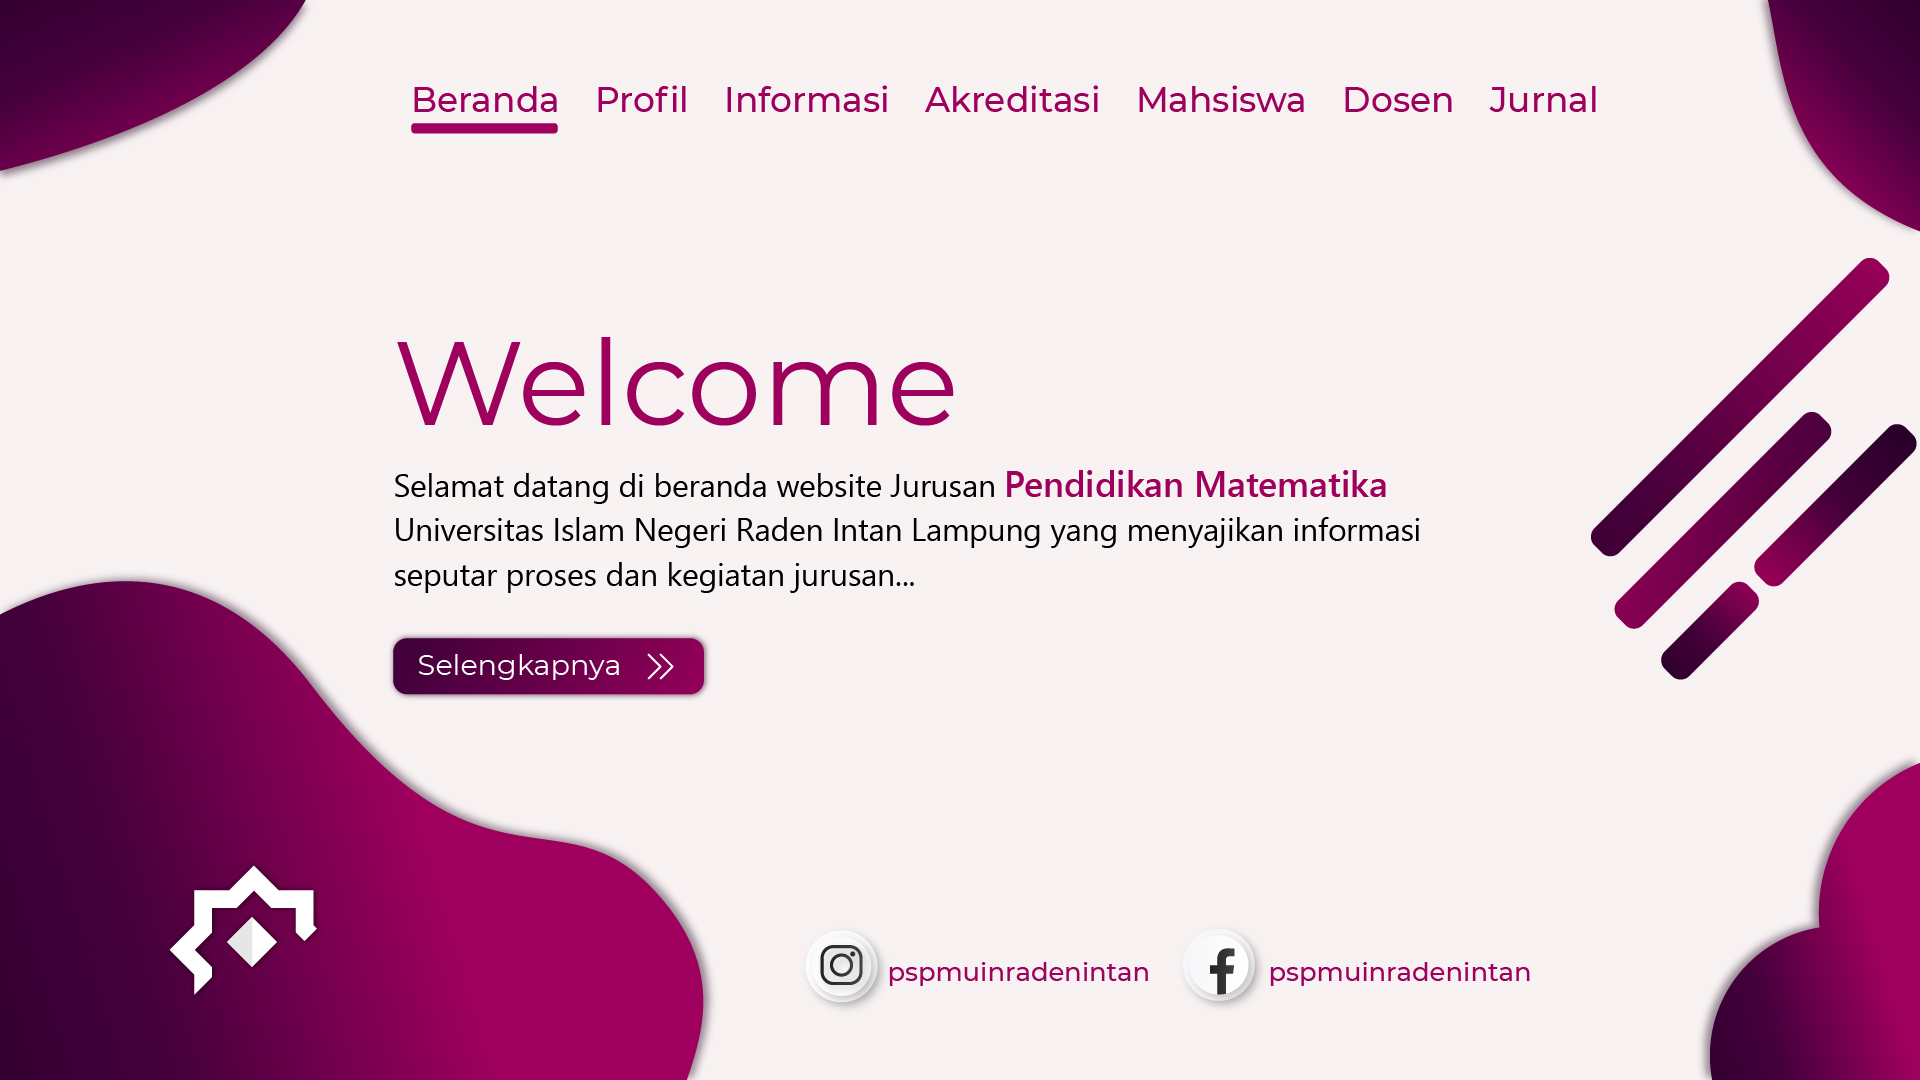 Beranda Profil Informasi Akreditasi Mahsiswa Dosen Jurnal
Welcome
Selamat datang di beranda website Jurusan Pendidikan Matematika
Universitas Islam Negeri Raden Intan Lampung yang menyajikan informasi
seputar proses dan kegiatan jurusan...
Selengkapnya
pspmuinradenintan pspmuinradenintan